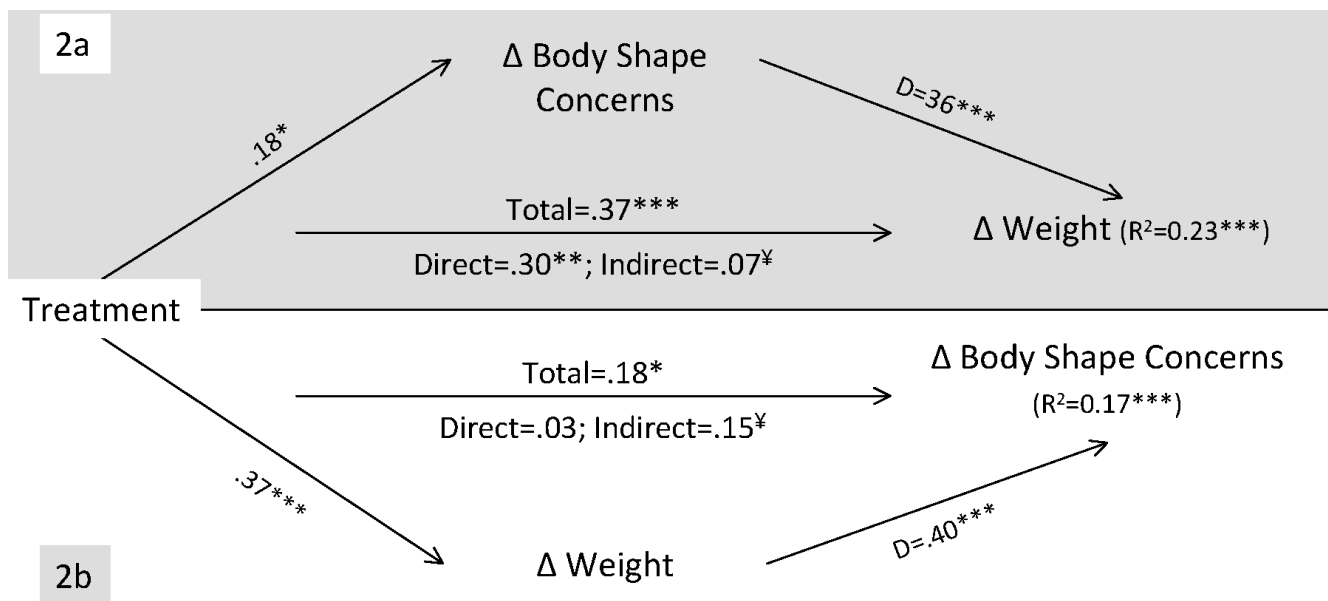 2a
Δ Body Shape
Concerns
.18*
D=36***
Total=.37***
Δ Weight (R²=0.23***)
Direct=.30**; Indirect=.07¥
Treatment
Total=.18*
Δ Body Shape Concerns
(R²=0.17***)
Direct=.03; Indirect=.15¥
.37***
D=.40***
Δ Weight
2b